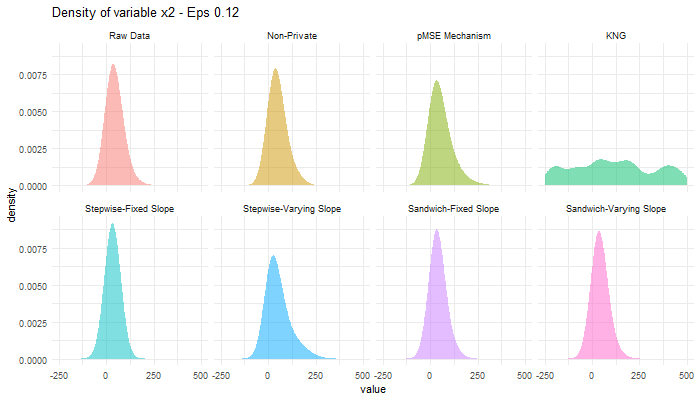 Density of variable x2 - Eps 0.12
Raw Data
Non-Private
pMSE Mechanism
KNG
0.0075
0.0050
0.0025
0.0000
density
Stepwise-Fixed Slope
Stepwise-Varying Slope
Sandwich-Fixed Slope
Sandwich-Varying Slope
0.0075
0.0050
0.0025
0.0000
-250 0 250 500
-250 0 250 500
-250 0 250 500
-250 0 250 500
value